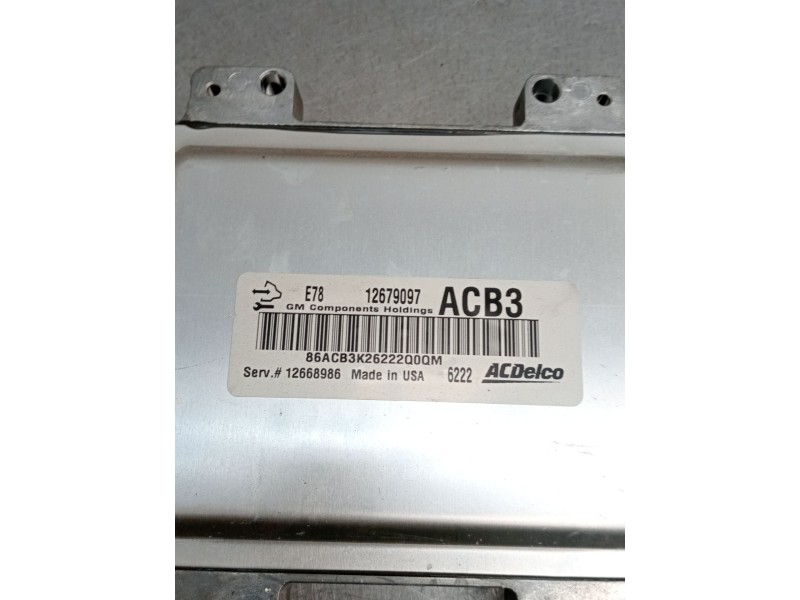 E78 12679097 ACB3
GM Components Holdings
86ACB3K26222Q0QM
Serv.# 12668986 Made in USA 6222 ACDelco